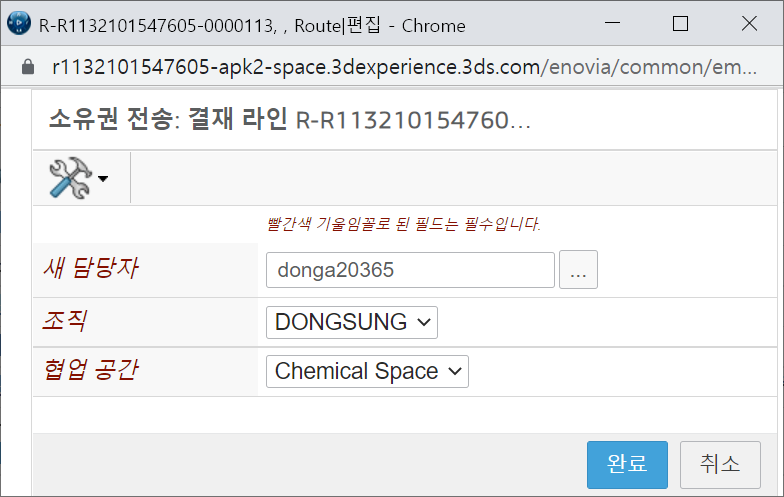 R-R1132101547605-0000113, , Route|편집 - Chrome
r1132101547605-apk2-space.3dexperience.3ds.com/enovia/common/em...
소유권 전송: 결재 라인 R-R113210154760...
빨간색 기울임꼴로 된 필드는 필수입니다.
새 담당자 donga20365 ...
조직 DONGSUNG
협업 공간 Chemical Space
완료 취소